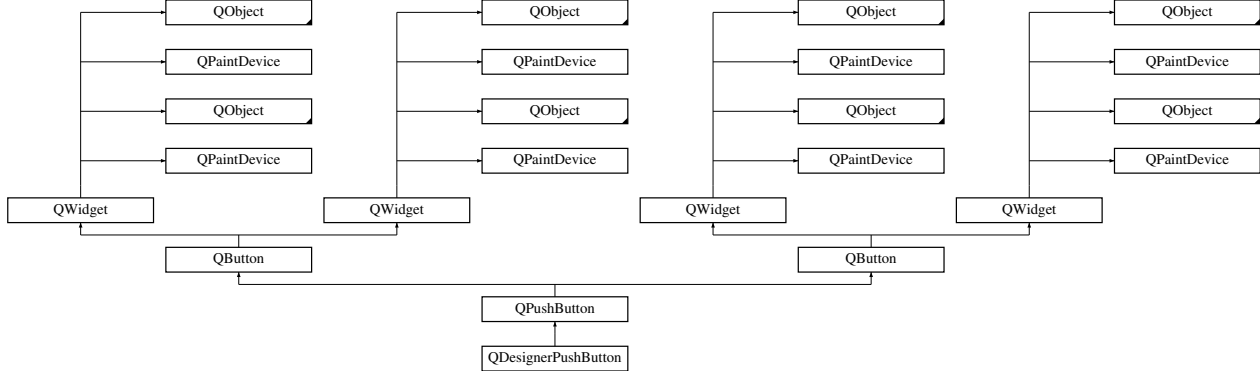 QObject QObject QObject QObject
QPaintDevice QPaintDevice QPaintDevice QPaintDevice
QObject QObject QObject QObject
QPaintDevice QPaintDevice QPaintDevice QPaintDevice
QWidget QWidget QWidget QWidget
QButton QButton
QPushButton
QDesignerPushButton